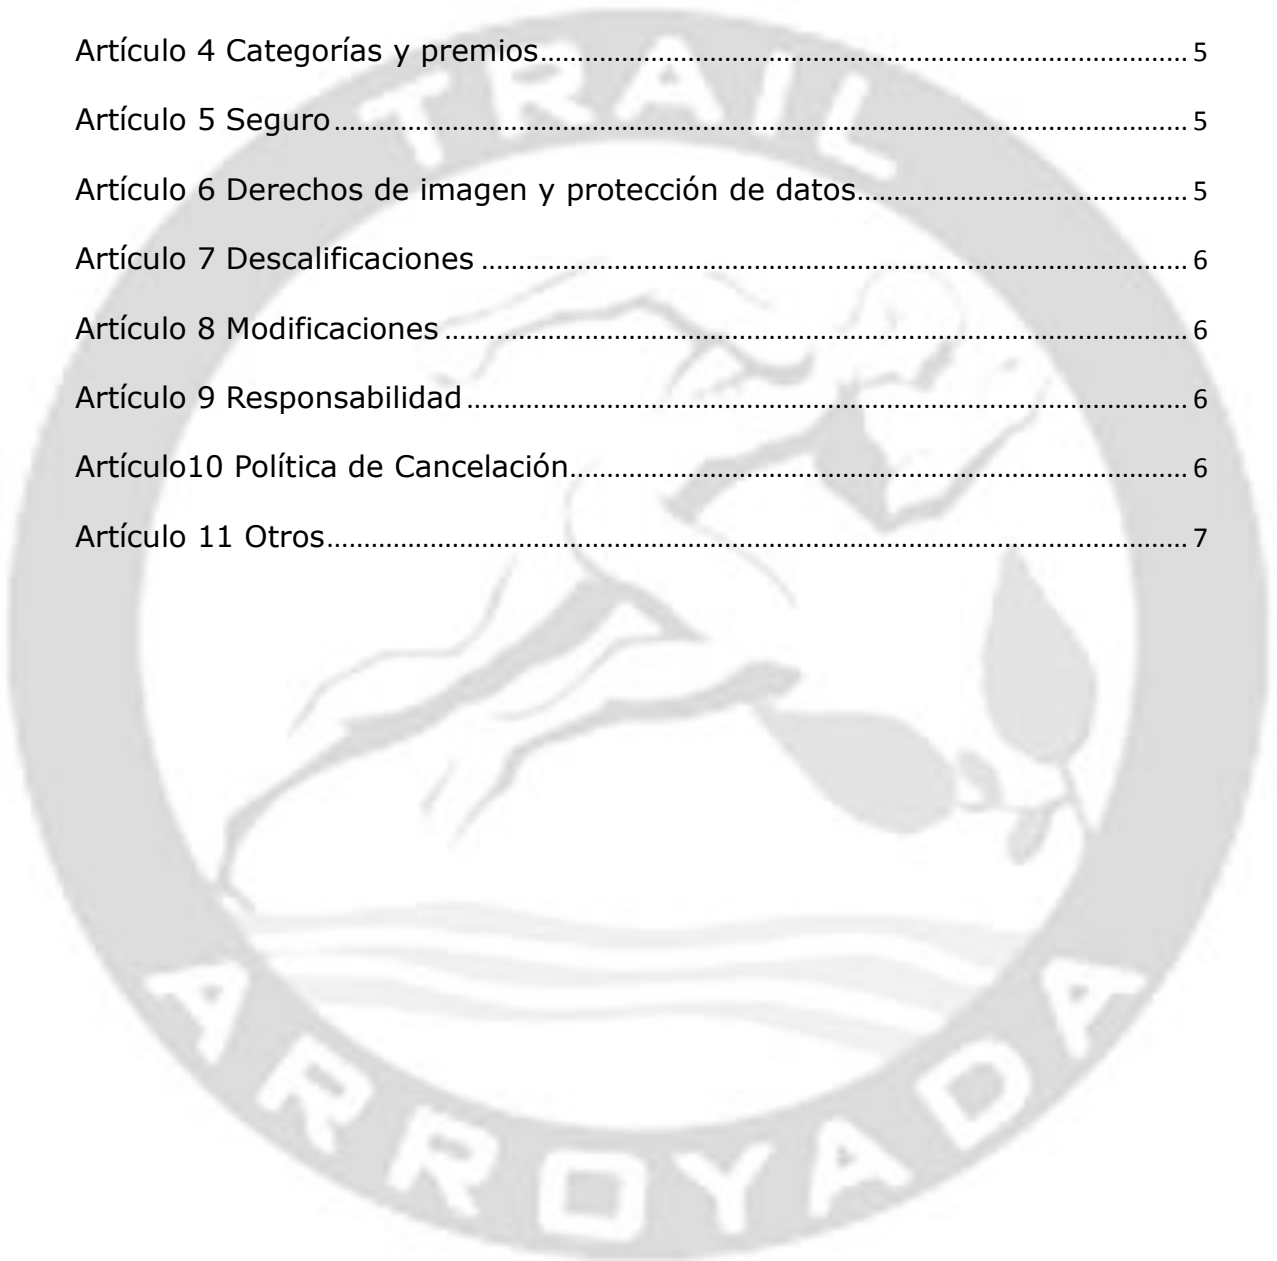 Artículo 4 Categorías y premios........................................................................................ 5
Artículo 5 Seguro........................................................................................ 5
Artículo 6 Derechos de imagen y protección de datos........................................................................................ 5
Artículo 7 Descalificaciones ........................................................................................ 6
Artículo 8 Modificaciones ........................................................................................ 6
Artículo 9 Responsabilidad ........................................................................................ 6
Artículo10 Política de Cancelación........................................................................................ 6
Artículo 11 Otros........................................................................................ 7
TRAIL
ARROYADA